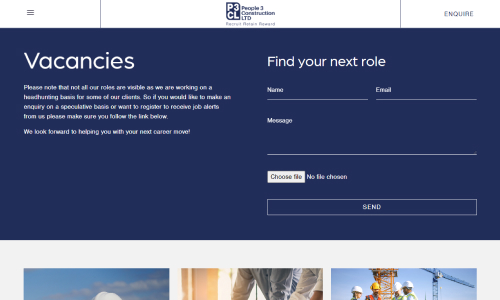 P3
CL
People 3
Construction
LTD
Recruit Retain Reward
ENQUIRE
Vacancies
Please note that not all our roles are visible as we are working on a
headhunting basis for some of our clients. So if you would like to make an
enquiry on a speculative basis or want to register to receive job alerts
from us please make sure you follow the link below.
We look forward to helping you with your next career move!
Find your next role
Name
Email
Message
Choose file No file chosen
SEND